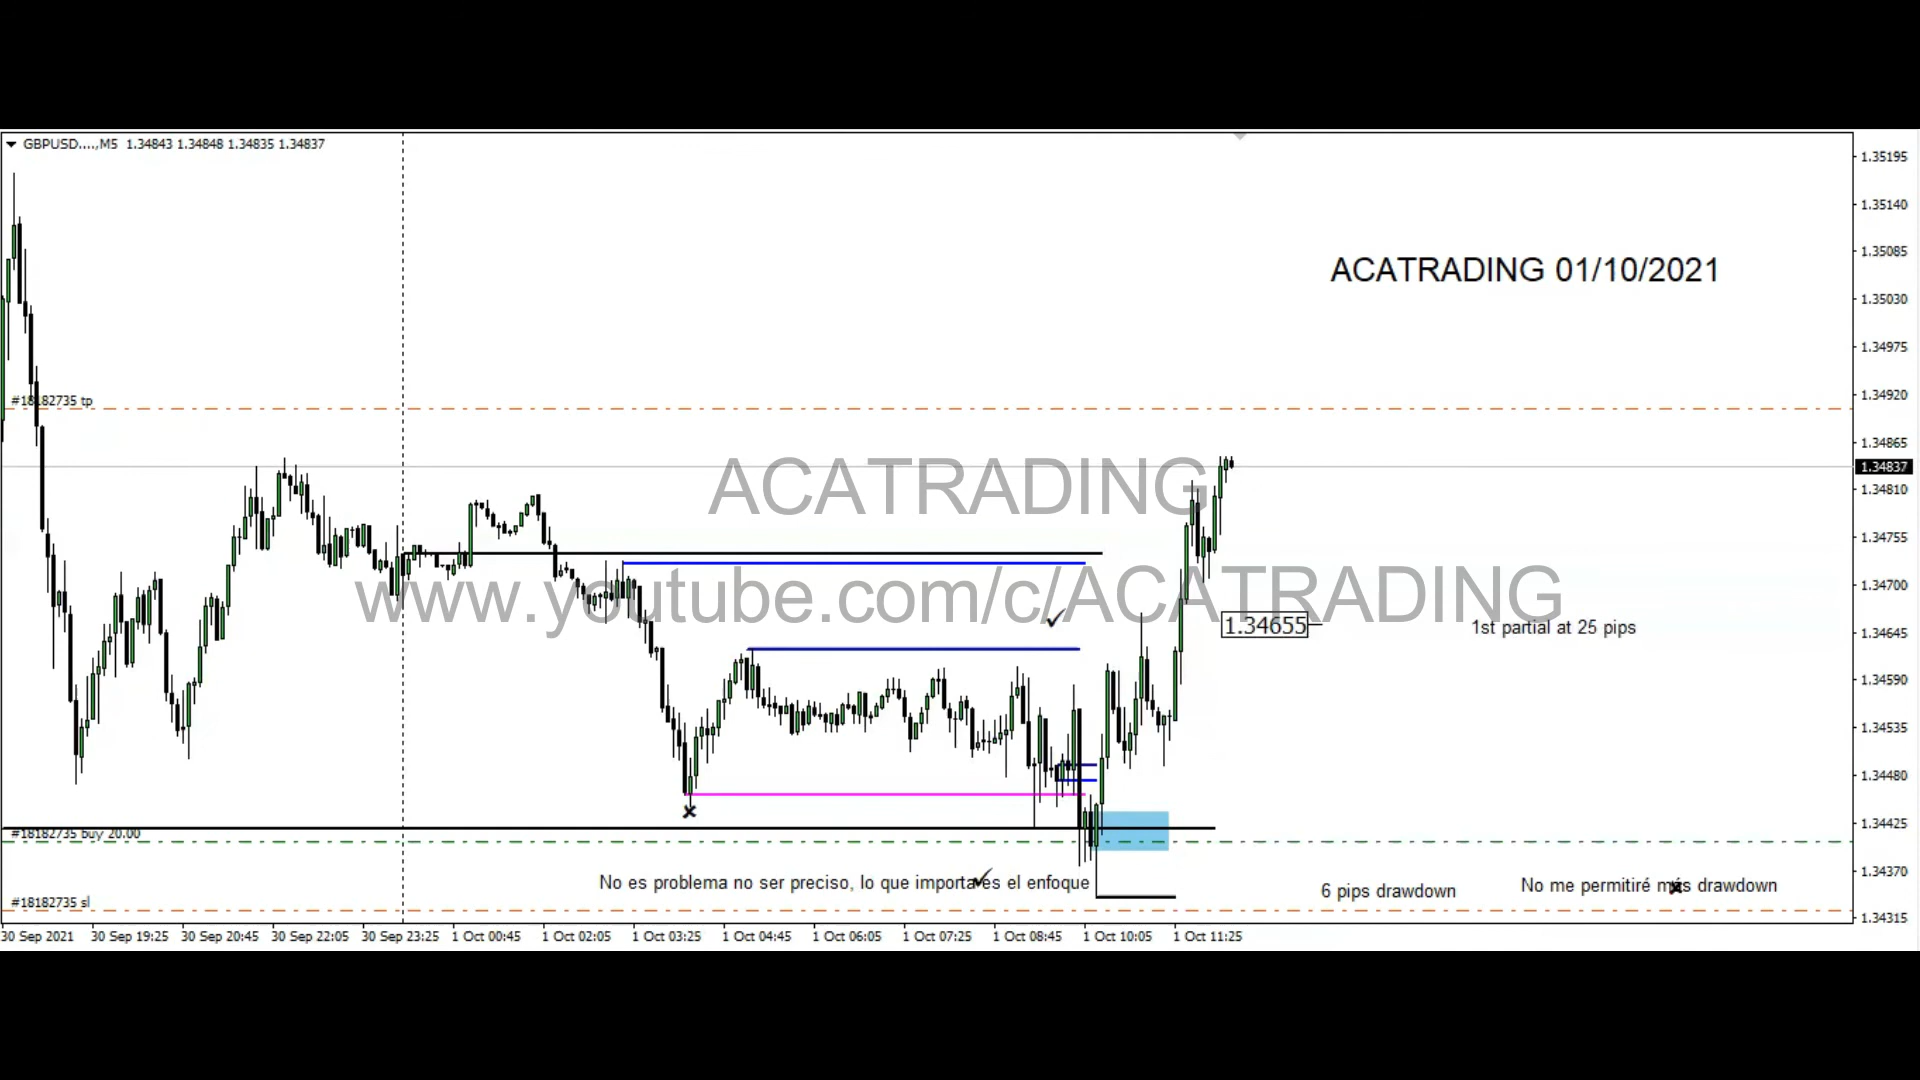 GBPUSD....,M5 1.34843 1.34848 1.34835 1.34837
1.35195
1.35140
1.35085
ACATRADING 01/10/2021
1.35030
1.34975
1.34920
#18182735 tp
1.34865
1.34837
ACATRADING
1.34810
1.34755
1.34700
www.youtube.com/c/ACATRADING
1.34655
1st partial at 25 pips
1.34645
1.34590
1.34535
1.34480
1.34425
#18182735 buy 20.00
1.34370
No es problema no ser preciso, lo que importa es el enfoque
6 pips drawdown
No me permitiré más drawdown
#18182735 sl
1.34315
30 Sep 2021 30 Sep 19:25 30 Sep 20:45 30 Sep 22:05 30 Sep 23:25 1 Oct 00:45 1 Oct 02:05 1 Oct 03:25 1 Oct 04:45 1 Oct 06:05 1 Oct 07:25 1 Oct 08:45 1 Oct 10:05 1 Oct 11:25